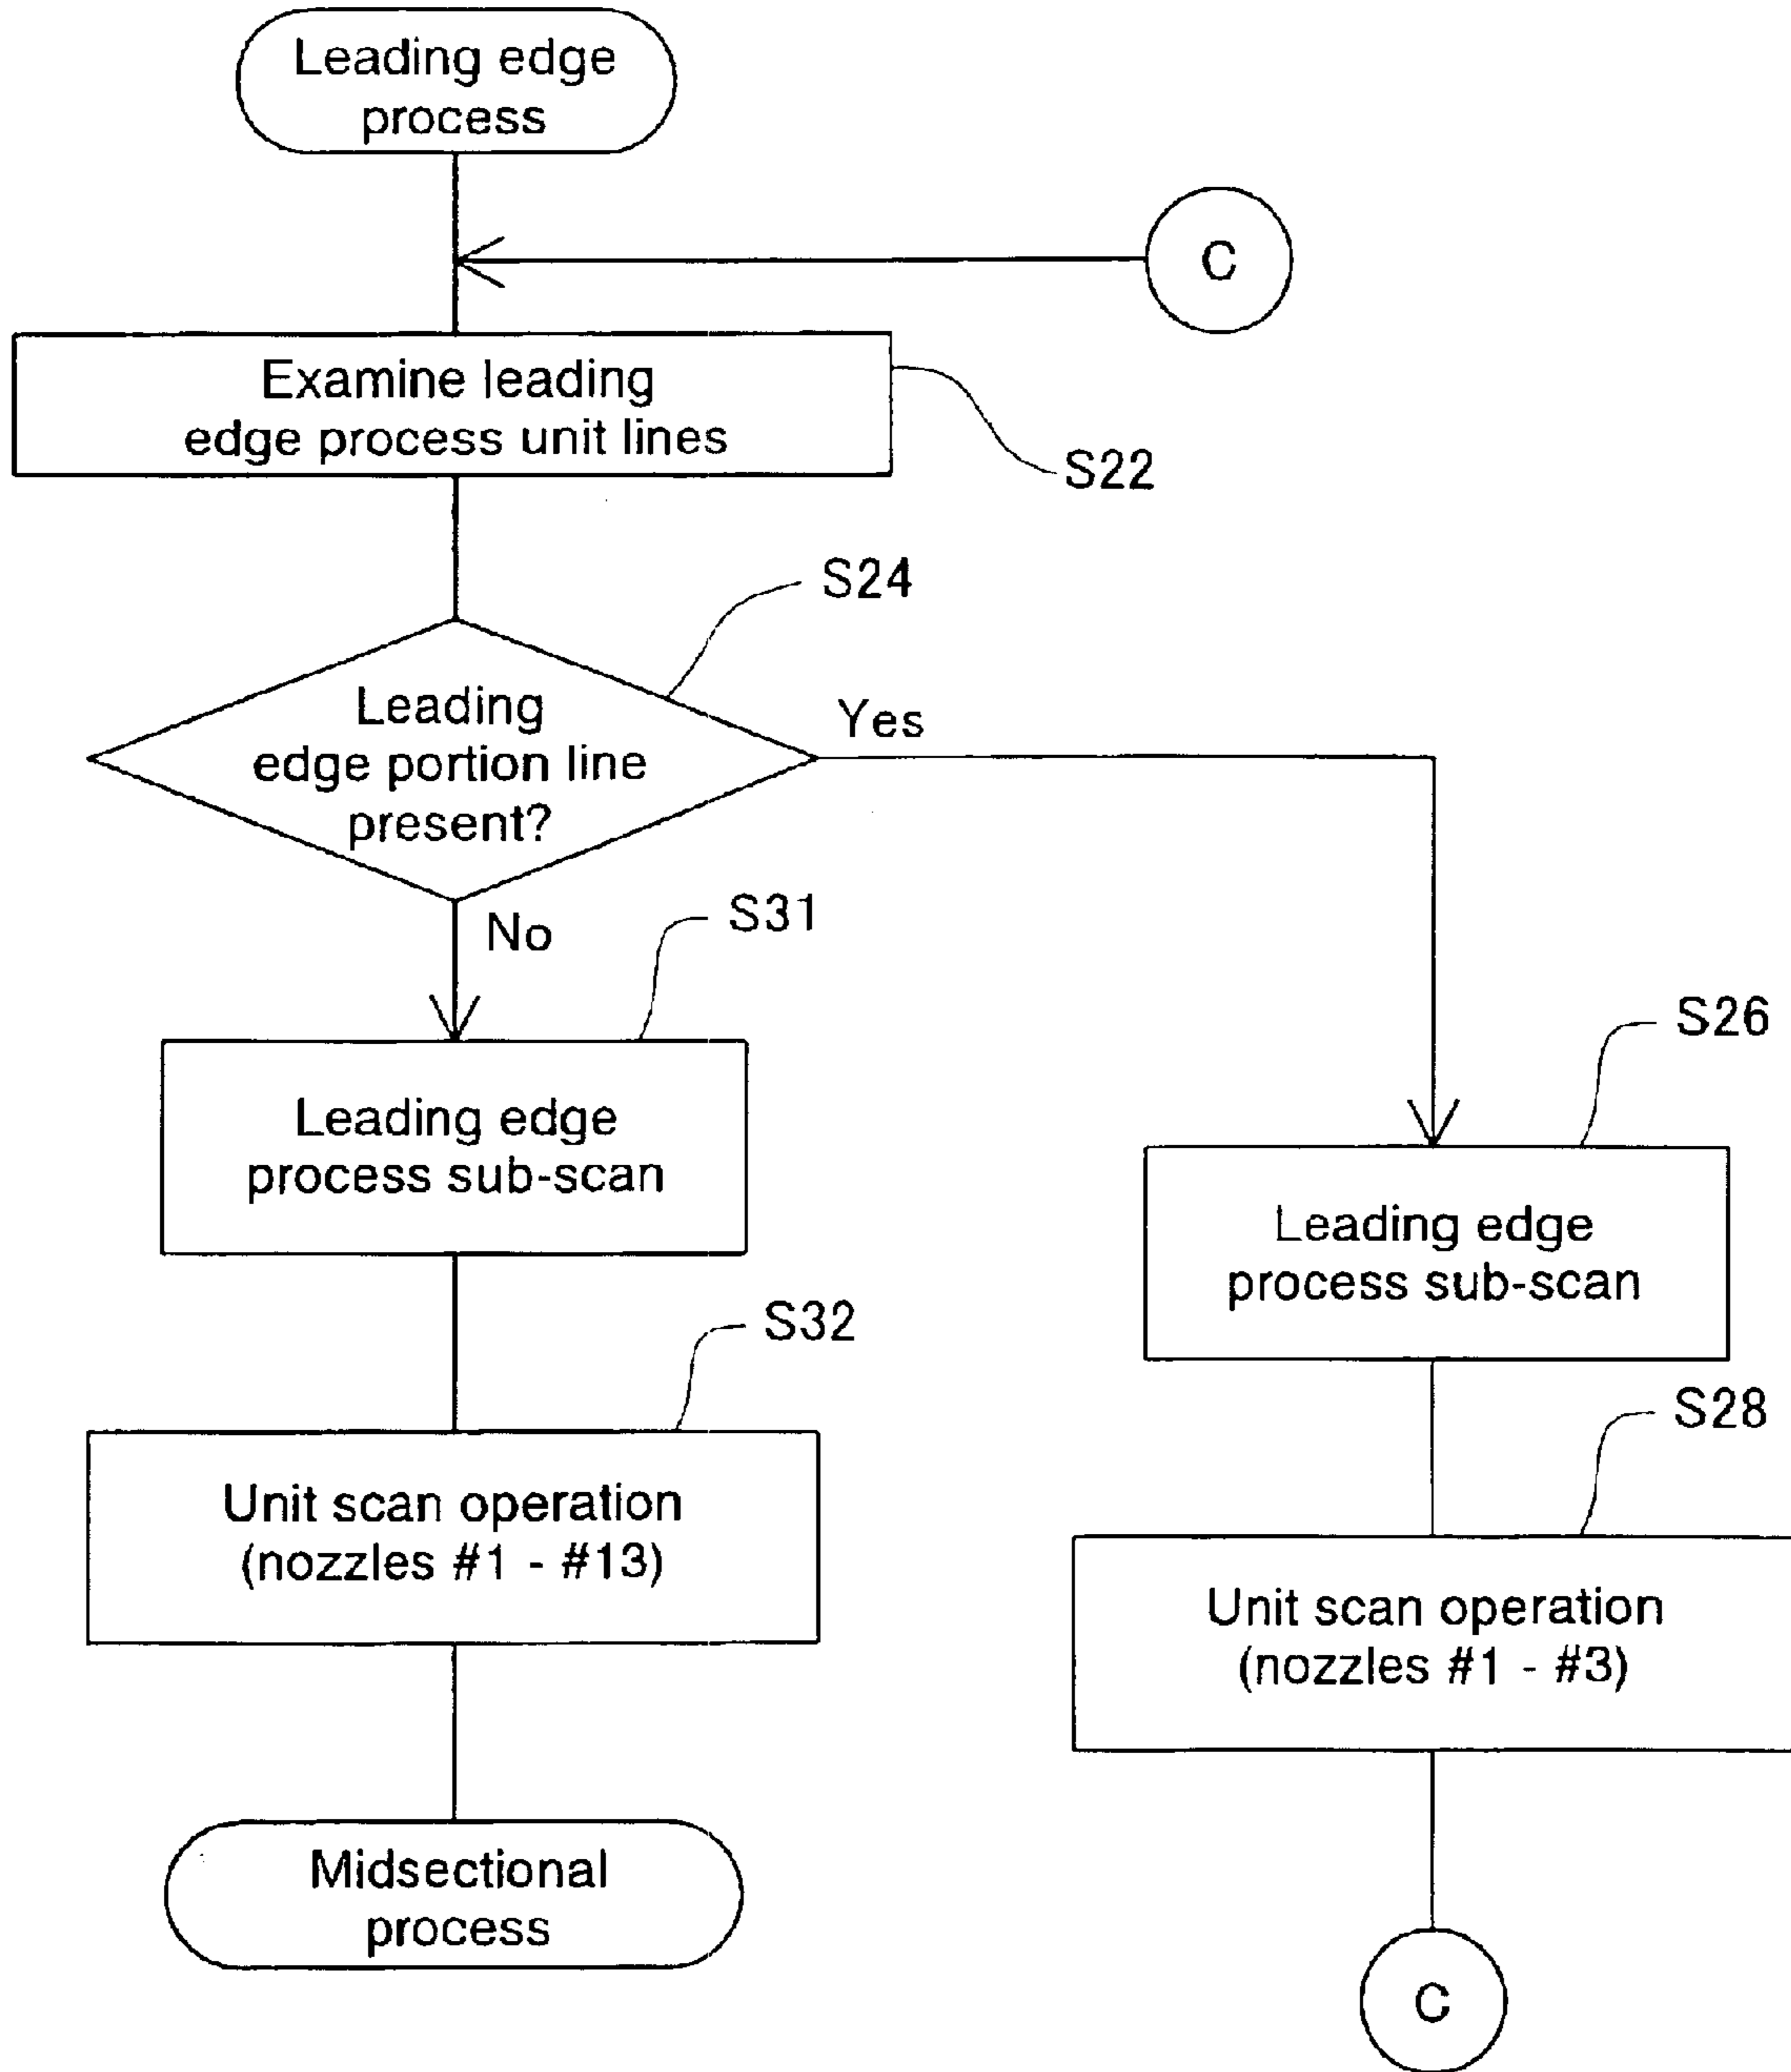 Leading edge
process
C
Examine leading
edge process unit lines
S22
S24
Leading
edge portion line
present?
Yes
No
S31
S26
Leading edge
process sub-scan
Leading edge
process sub-scan
S32
S28
Unit scan operation
(nozzles #1 - #13)
Unit scan operation
(nozzles #1 - #3)
Midsectional
process
C